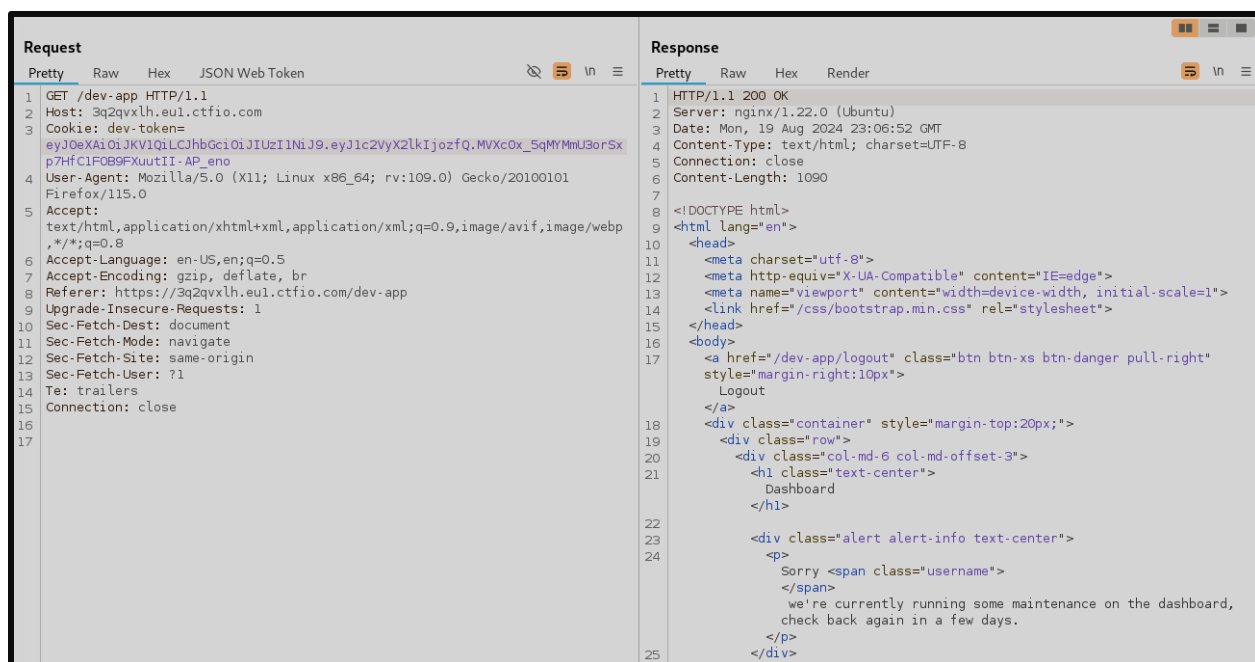 Request
Pretty Raw Hex JSON Web Token \n
1 GET /dev-app HTTP/1.1
2 Host: 3q2qvxlh.eu1.ctfio.com
3 Cookie: dev-token=
eyJ0eXAiOiJKV1QiLCJhbGciOiJIUzI1NiJ9.eyJ1c2VyX2lkIjozfQ.MVXcOx_5qMYMmU3orSx
p7HfC1FOB9FXuutII-AP_eno
4 User-Agent: Mozilla/5.0 (X11; Linux x86_64; rv:109.0) Gecko/20100101
Firefox/115.0
5 Accept:
text/html,application/xhtml+xml,application/xml;q=0.9,image/avif,image/webp
,*/*;q=0.8
6 Accept-Language: en-US,en;q=0.5
7 Accept-Encoding: gzip, deflate, br
8 Referer: https://3q2qvxlh.eu1.ctfio.com/dev-app
9 Upgrade-Insecure-Requests: 1
10 Sec-Fetch-Dest: document
11 Sec-Fetch-Mode: navigate
12 Sec-Fetch-Site: same-origin
13 Sec-Fetch-User: ?1
14 Te: trailers
15 Connection: close
16
17
Response
Pretty Raw Hex Render \n
1 HTTP/1.1 200 OK
2 Server: nginx/1.22.0 (Ubuntu)
3 Date: Mon, 19 Aug 2024 23:06:52 GMT
4 Content-Type: text/html; charset=UTF-8
5 Connection: close
6 Content-Length: 1090
7
8 <!DOCTYPE html>
9 <html lang="en">
10 <head>
11 <meta charset="utf-8">
12 <meta http-equiv="X-UA-Compatible" content="IE=edge">
13 <meta name="viewport" content="width=device-width, initial-scale=1">
14 <link href="/css/bootstrap.min.css" rel="stylesheet">
15 </head>
16 <body>
17 <a href="/dev-app/logout" class="btn btn-xs btn-danger pull-right"
style="margin-right:10px">
Logout
</a>
18 <div class="container" style="margin-top:20px;">
19 <div class="row">
20 <div class="col-md-6 col-md-offset-3">
21 <h1 class="text-center">
Dashboard
</h1>
22
23 <div class="alert alert-info text-center">
24 <p>
Sorry <span class="username">
</span>
we're currently running some maintenance on the dashboard,
check back again in a few days.
</p>
25 </div>